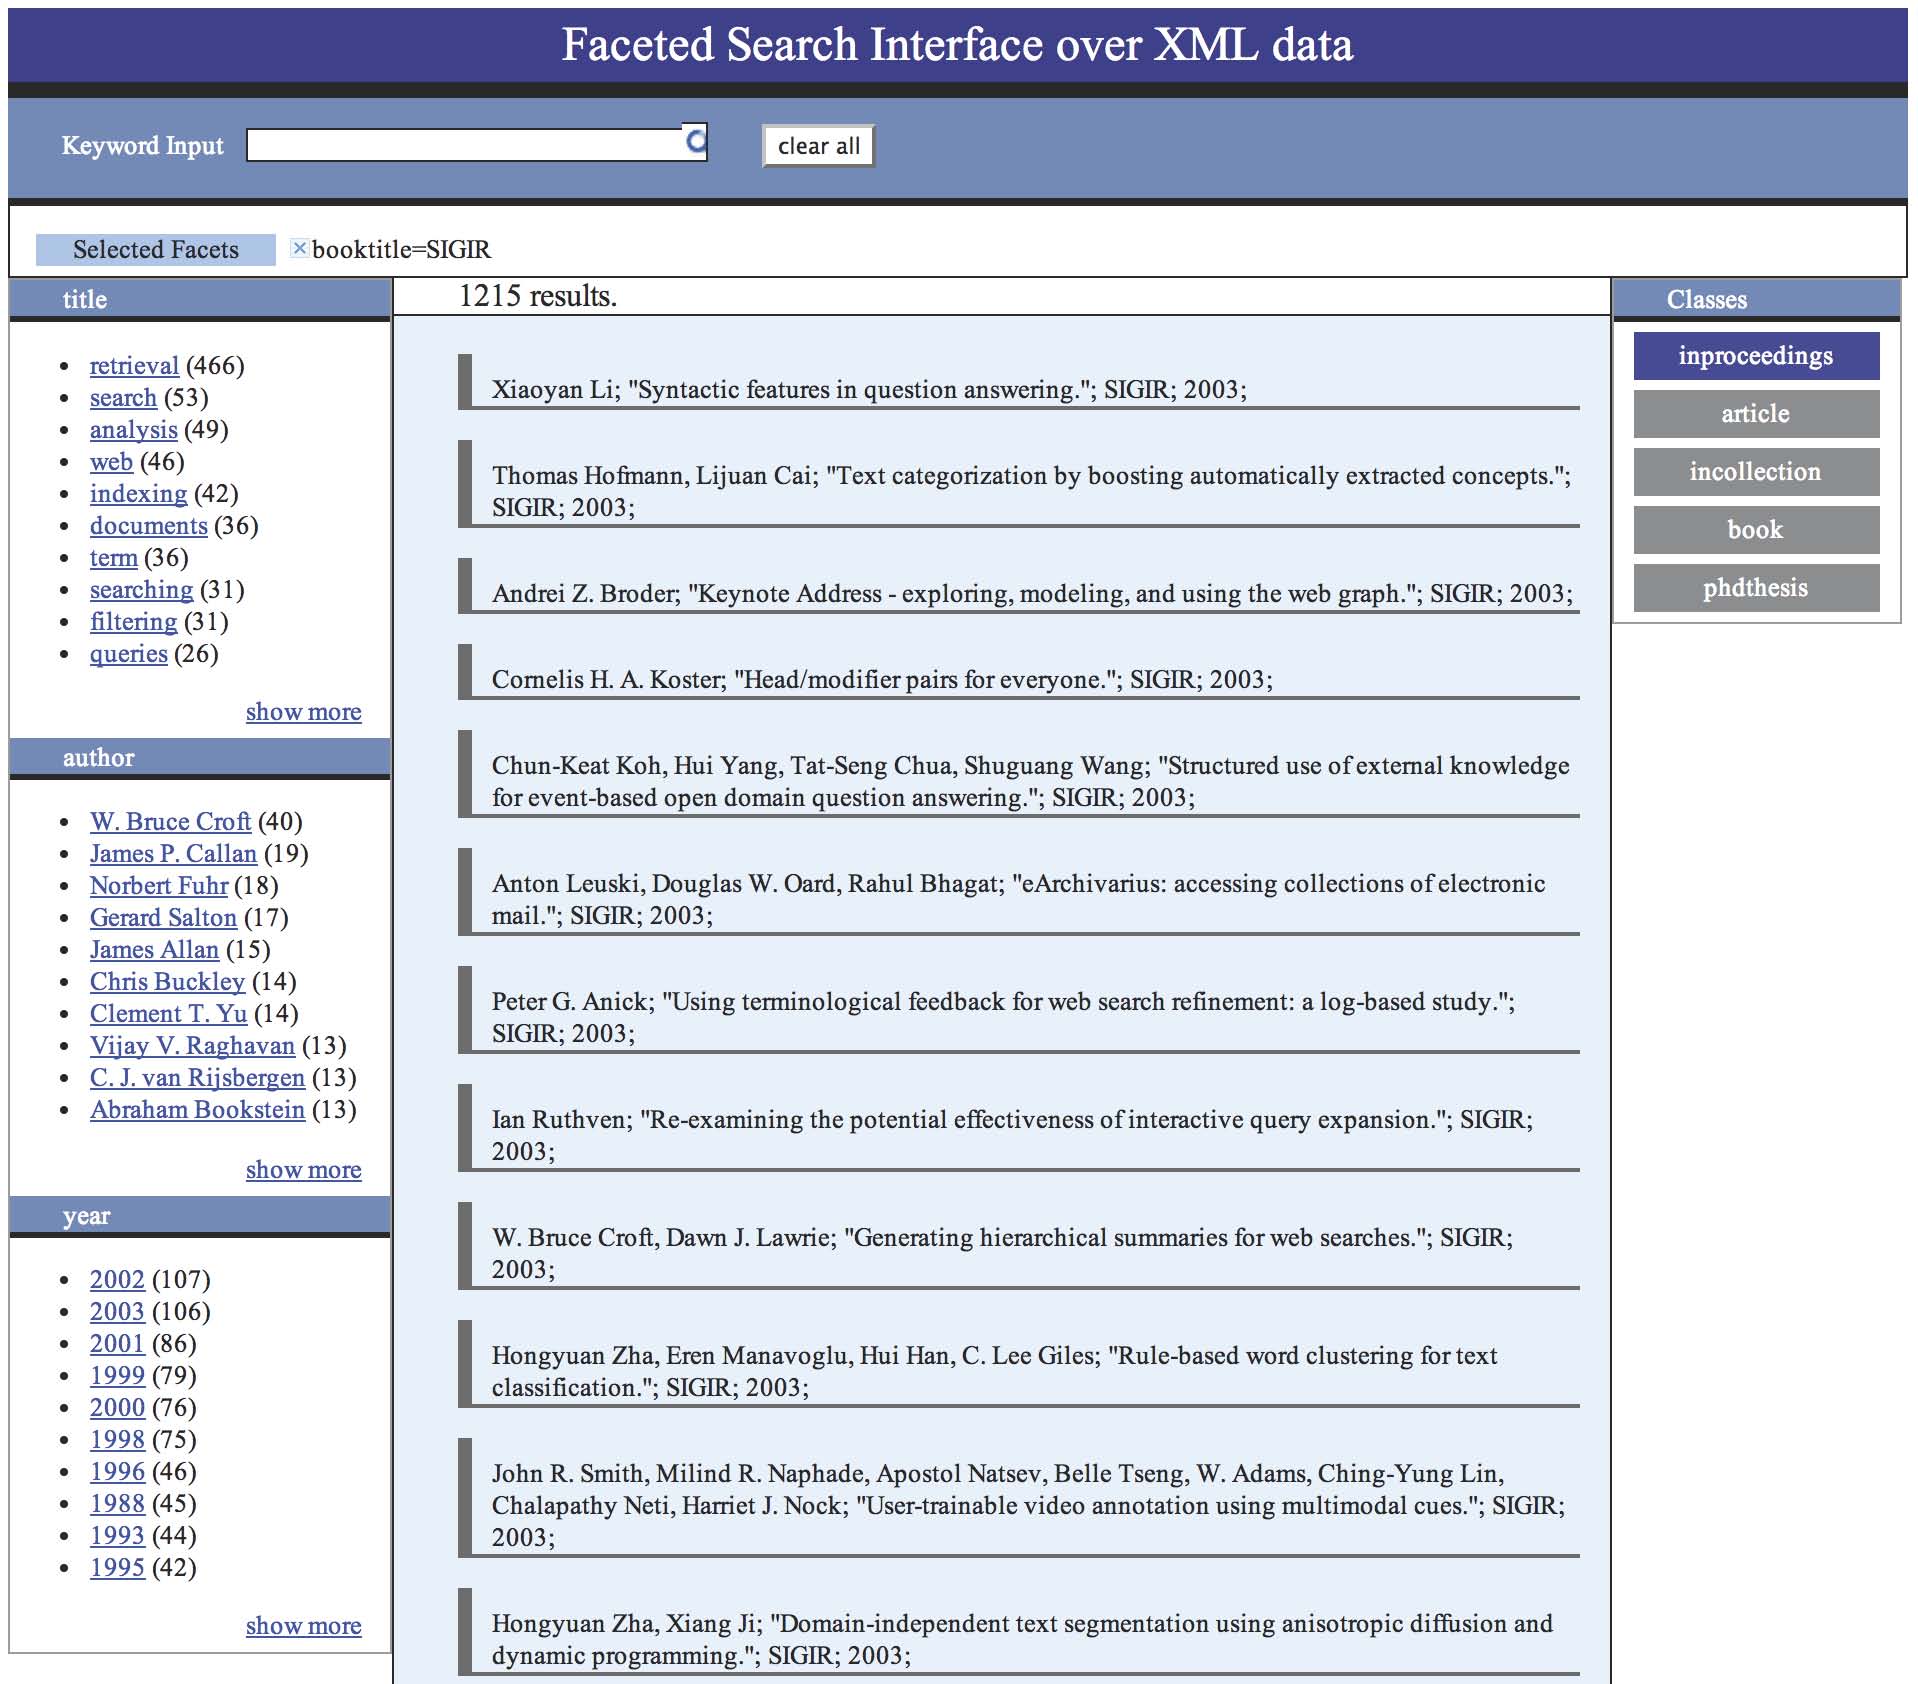 Faceted Search Interface over XML data
Keyword Input
clear all
Selected Facets
booktitle=SIGIR
title
retrieval (466)
search (53)
analysis (49)
web (46)
indexing (42)
documents (36)
term (36)
searching (31)
filtering (31)
queries (26)
show more
author
W. Bruce Croft (40)
James P. Callan (19)
Norbert Fuhr (18)
Gerard Salton (17)
James Allan (15)
Chris Buckley (14)
Clement T. Yu (14)
Vijay V. Raghavan (13)
C. J. van Rijsbergen (13)
Abraham Bookstein (13)
show more
year
2002 (107)
2003 (106)
2001 (86)
1999 (79)
2000 (76)
1998 (75)
1996 (46)
1988 (45)
1993 (44)
1995 (42)
show more
1215 results.
Xiaoyan Li; "Syntactic features in question answering."; SIGIR; 2003;
Thomas Hofmann, Lijuan Cai; "Text categorization by boosting automatically extracted concepts.";
SIGIR; 2003;
Andrei Z. Broder; "Keynote Address - exploring, modeling, and using the web graph."; SIGIR; 2003;
Cornelis H. A. Koster; "Head/modifier pairs for everyone."; SIGIR; 2003;
Chun-Keat Koh, Hui Yang, Tat-Seng Chua, Shuguang Wang; "Structured use of external knowledge
for event-based open domain question answering."; SIGIR; 2003;
Anton Leuski, Douglas W. Oard, Rahul Bhagat; "eArchivarius: accessing collections of electronic
mail."; SIGIR; 2003;
Peter G. Anick; "Using terminological feedback for web search refinement: a log-based study.";
SIGIR; 2003;
Ian Ruthven; "Re-examining the potential effectiveness of interactive query expansion."; SIGIR;
2003;
W. Bruce Croft, Dawn J. Lawrie; "Generating hierarchical summaries for web searches."; SIGIR;
2003;
Hongyuan Zha, Eren Manavoglu, Hui Han, C. Lee Giles; "Rule-based word clustering for text
classification."; SIGIR; 2003;
John R. Smith, Milind R. Naphade, Apostol Natsev, Belle Tseng, W. Adams, Ching-Yung Lin,
Chalapathy Neti, Harriet J. Nock; "User-trainable video annotation using multimodal cues."; SIGIR;
2003;
Hongyuan Zha, Xiang Ji; "Domain-independent text segmentation using anisotropic diffusion and
dynamic programming."; SIGIR; 2003;
Classes
inproceedings
article
incollection
book
phdthesis